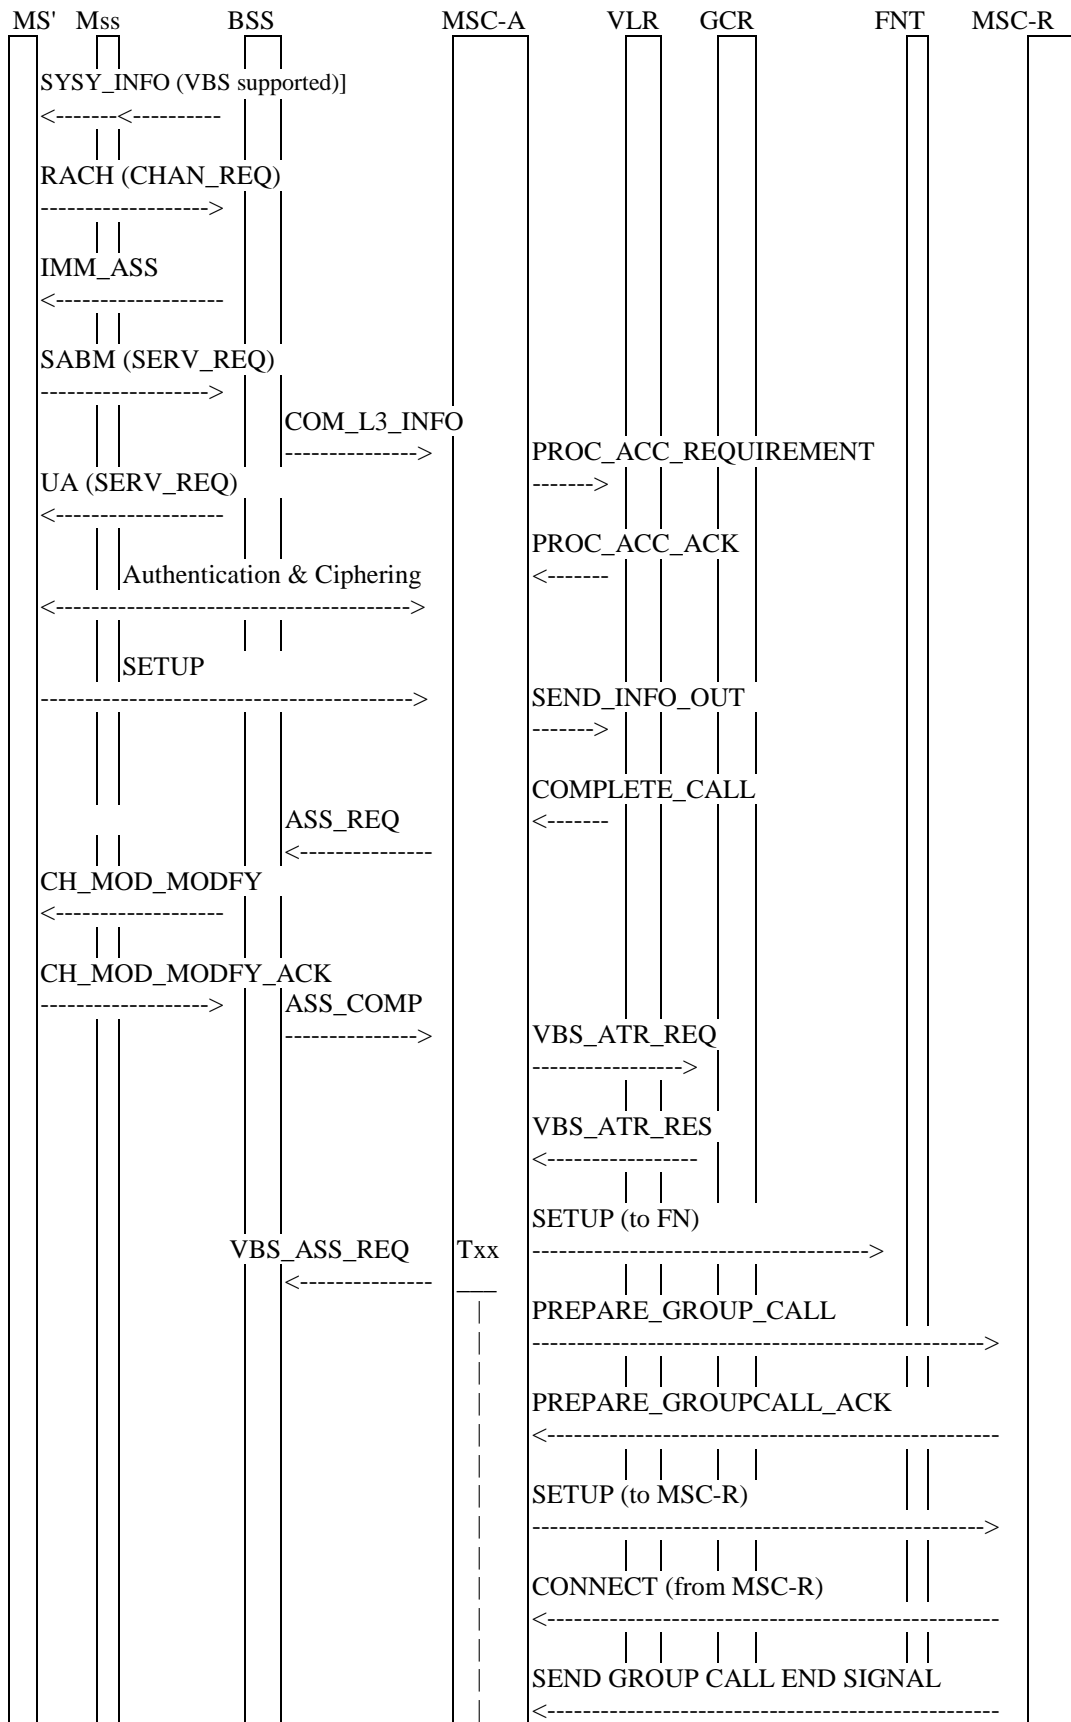 MS' Mss BSS MSC-A VLR GCR FNT MSC-R
SYSY_INFO (VBS supported)]
<-------<----------
RACH (CHAN_REQ)
------------------->
IMM_ASS
<-------------------
SABM (SERV_REQ)
------------------->
COM_L3_INFO
--------------->
PROC_ACC_REQUIREMENT
------->
UA (SERV_REQ)
<-------------------
PROC_ACC_ACK
<-------
Authentication & Ciphering
<---------------------------------------->
SETUP
------------------------------------------>
SEND_INFO_OUT
------->
COMPLETE_CALL
<-------
ASS_REQ
<---------------
CH_MOD_MODFY
<-------------------
CH_MOD_MODFY_ACK
------------------->
ASS_COMP
--------------->
VBS_ATR_REQ
----------------->
VBS_ATR_RES
<-----------------
SETUP (to FN)
-------------------------------------->
VBS_ASS_REQ Txx
<--------------- ___
PREPARE_GROUP_CALL
--------------------------------------------------->
PREPARE_GROUPCALL_ACK
<---------------------------------------------------
SETUP (to MSC-R)
--------------------------------------------------->
CONNECT (from MSC-R)
<---------------------------------------------------
SEND GROUP CALL END SIGNAL
<---------------------------------------------------